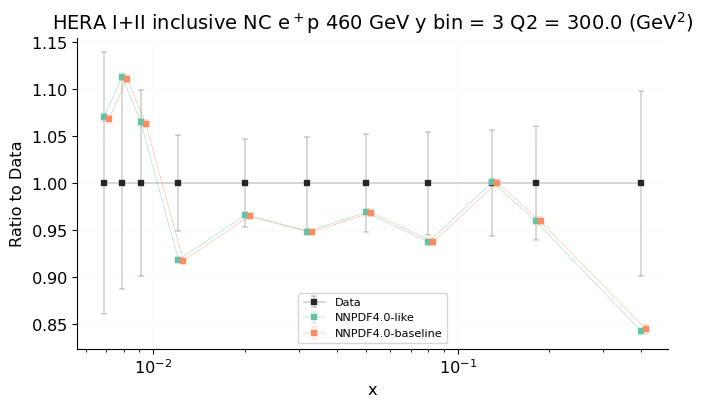 HERA I+II inclusive NC e⁺p 460 GeV y bin = 3 Q2 = 300.0 (GeV²)
1.15
1.10
1.05
1.00
0.95
0.90
0.85
Ratio to Data
Data
NNPDF4.0-like
NNPDF4.0-baseline
10⁻²
10⁻¹
x